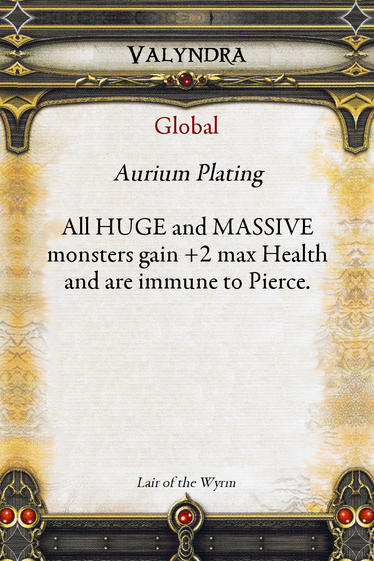 Valyndra
Global
Aurium Plating
All HUGE and MASSIVE
monsters gain +2 max Health
and are immune to Pierce.
Lair of the Wyrm